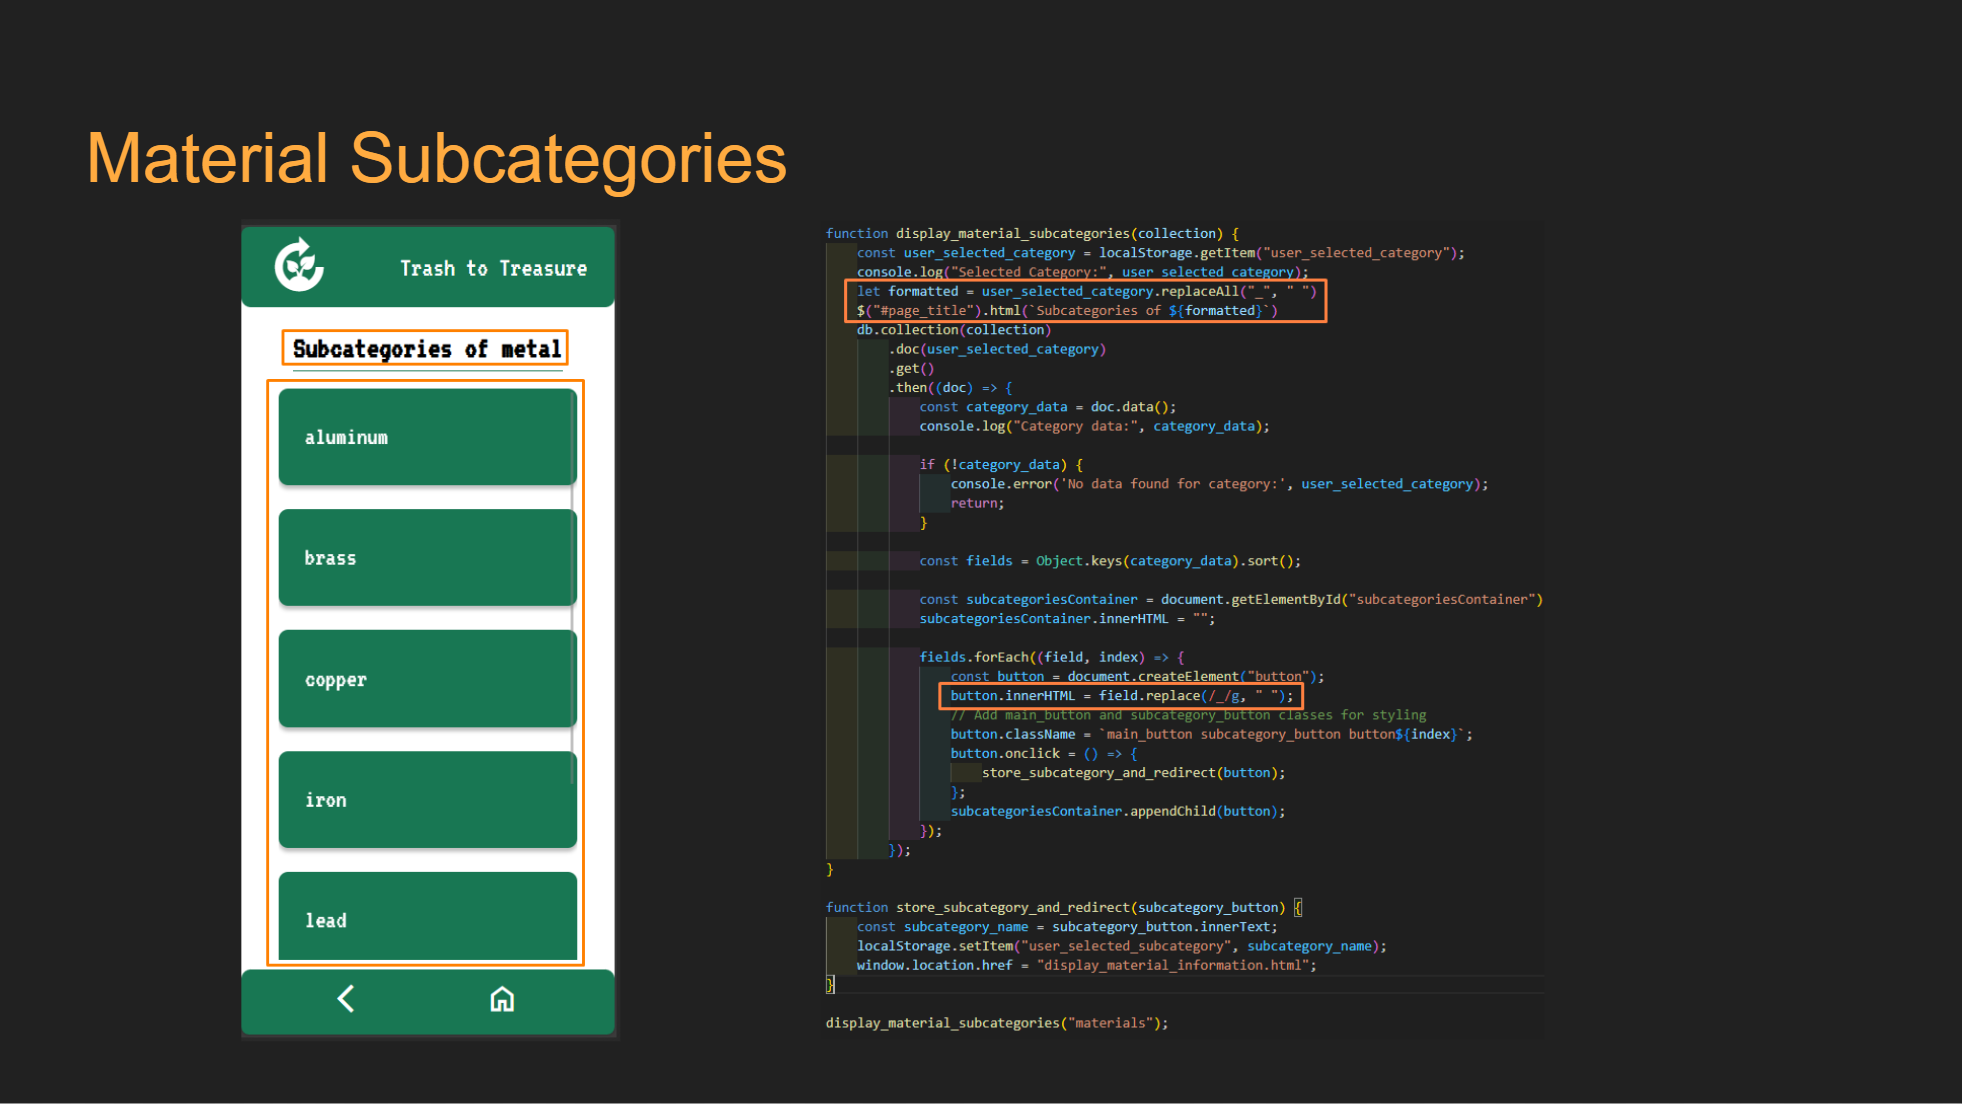 Material Subcategories
Trash to Treasure
Subcategories of metal
aluminum
brass
copper
iron
lead
function display_material_subcategories(collection) {
const user_selected_category = localStorage.getItem("user_selected_category");
console.log("Selected Category:", user_selected_category);
let formatted = user_selected_category.replaceAll("_", " ")
$("#page_title").html(`Subcategories of ${formatted}`)
db.collection(collection)
.doc(user_selected_category)
.get()
.then((doc) => {
const category_data = doc.data();
console.log("Category data:", category_data);
if (!category_data) {
console.error('No data found for category:', user_selected_category);
return;
}
const fields = Object.keys(category_data).sort();
const subcategoriesContainer = document.getElementById("subcategoriesContainer")
subcategoriesContainer.innerHTML = "";
fields.forEach((field, index) => {
const button = document.createElement("button");
button.innerHTML = field.replace(/_/g, " ");
// Add main_button and subcategory_button classes for styling
button.className = `main_button subcategory_button button${index}`;
button.onclick = () => {
store_subcategory_and_redirect(button);
};
subcategoriesContainer.appendChild(button);
});
});
}
function store_subcategory_and_redirect(subcategory_button) {
const subcategory_name = subcategory_button.innerText;
localStorage.setItem("user_selected_subcategory", subcategory_name);
window.location.href = "display_material_information.html";
}
display_material_subcategories("materials");